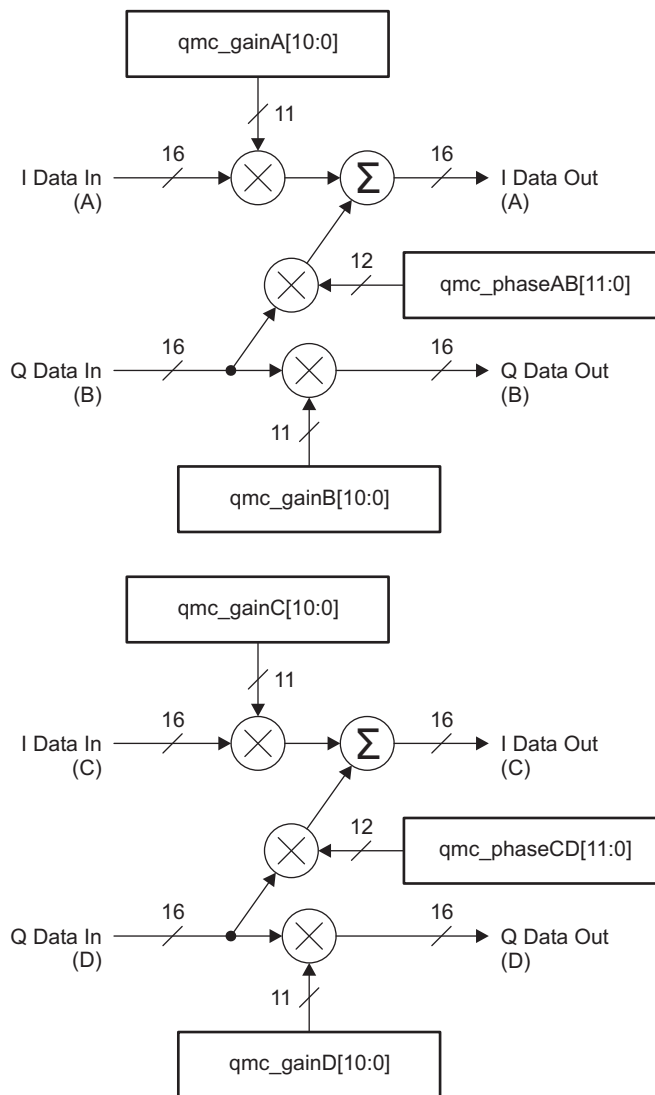 qmc_gainA[10:0]
11
16
16
I Data In
(A)
Σ
I Data Out
(A)
12
qmc_phaseAB[11:0]
16
16
Q Data In
(B)
Q Data Out
(B)
11
qmc_gainB[10:0]
qmc_gainC[10:0]
11
16
16
I Data In
(C)
Σ
I Data Out
(C)
12
qmc_phaseCD[11:0]
16
16
Q Data In
(D)
Q Data Out
(D)
11
qmc_gainD[10:0]